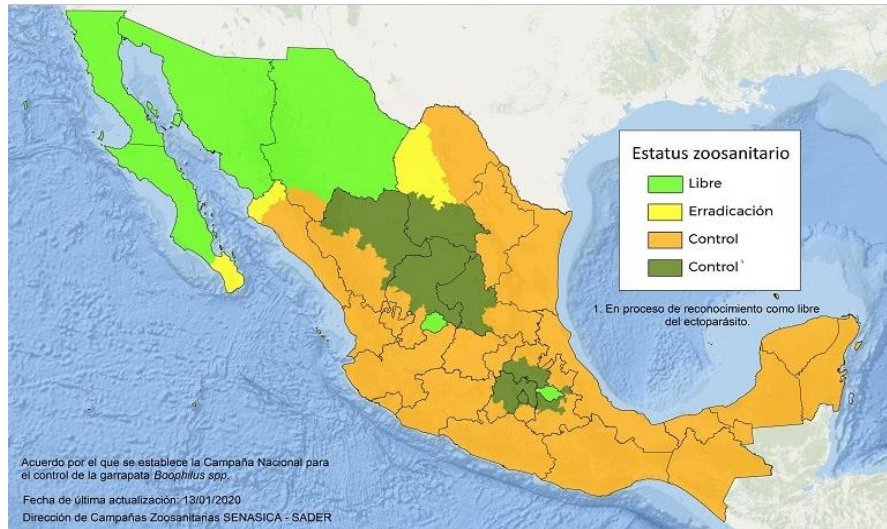 Estatus zoosanitario
Libre
Erradicación
Control
Control¹
1. En proceso de reconocimiento como libre
del ectoparásito.
Acuerdo por el que se establece la Campaña Nacional para
el control de la garrapata Boophilus spp.
Fecha de última actualización: 13/01/2020
Dirección de Campañas Zoosanitarias SENASICA - SADER